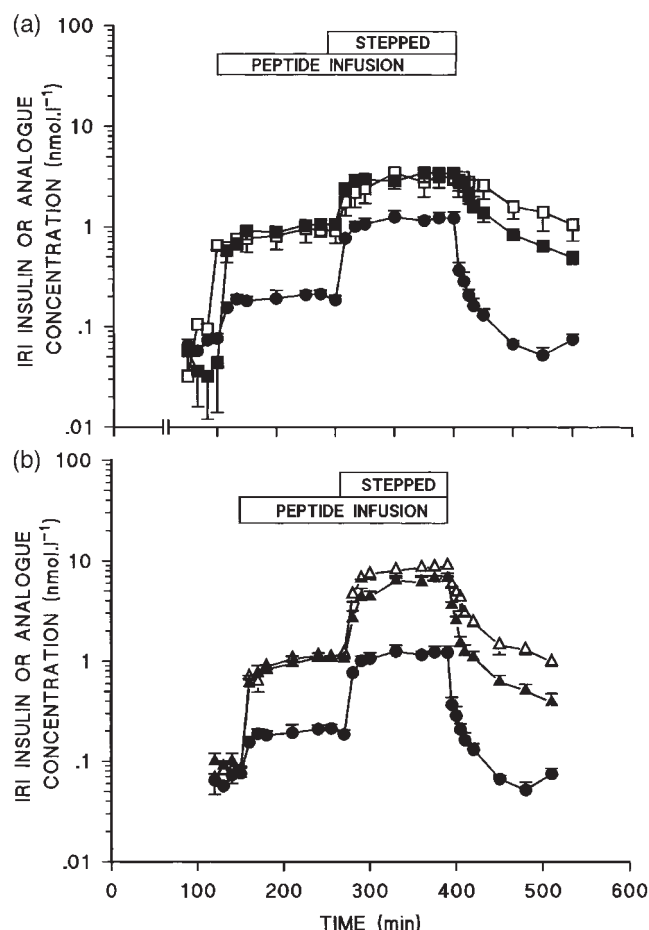 (a)
STEPPED
PEPTIDE INFUSION
100
10
1
.1
.01
IRI INSULIN OR ANALOGUE
CONCENTRATION (nmol.l⁻¹)
(b)
STEPPED
PEPTIDE INFUSION
100
10
1
.1
.01
IRI INSULIN OR ANALOGUE
CONCENTRATION (nmol.l⁻¹)
0 100 200 300 400 500 600
TIME (min)